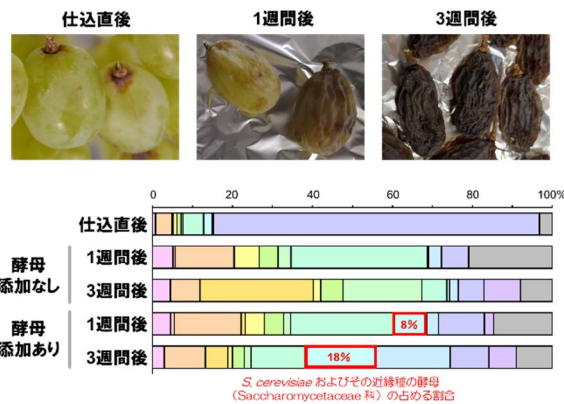 仕込直後
1週間後
3週間後
0 20 40 60 80 100%
仕込直後
酵母
添加なし
1週間後
3週間後
酵母
添加あり
1週間後
8%
3週間後
18%
S. cerevisiae およびその近縁種の酵母
(Saccharomycetaceae 科) の占める割合